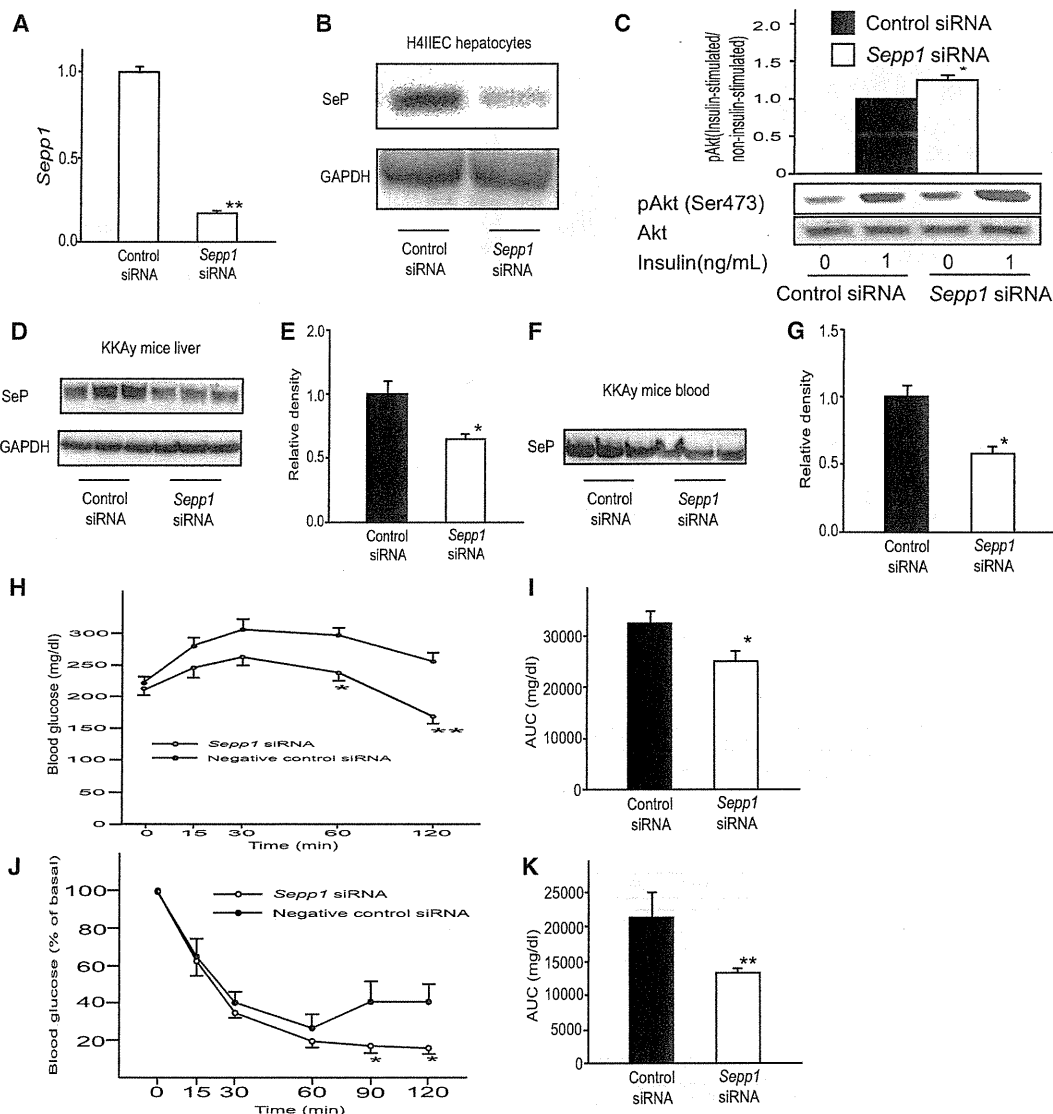 A
Sepp1
1.0
0.5
0.0
Control siRNA
Sepp1 siRNA
**
B
H4IIEC hepatocytes
SeP
GAPDH
Control siRNA
Sepp1 siRNA
C
Control siRNA
Sepp1 siRNA
pAkt(Insulin-stimulated/
non-insulin-stimulated)
2.0
1.0
0.5
0
*
pAkt (Ser473)
Akt
Insulin(ng/mL)
0 1 0 1
Control siRNA Sepp1 siRNA
D
KKAy mice liver
SeP
GAPDH
Control siRNA
Sepp1 siRNA
E
Relative density
2.0
1.0
0.5
0.0
*
Control siRNA
Sepp1 siRNA
F
KKAy mice blood
SeP
Control siRNA
Sepp1 siRNA
G
Relative density
1.5
1.0
0.5
0.0
*
Control siRNA
Sepp1 siRNA
H
Blood glucose (mg/dl)
300
250
200
150
100
50
0
*
**
Sepp1 siRNA
Negative control siRNA
0 15 30 60 120
Time (min)
I
AUC (mg/dl)
30000
20000
10000
0
*
Control siRNA
Sepp1 siRNA
J
Blood glucose (% of basal)
100
80
60
40
20
Sepp1 siRNA
Negative control siRNA
*
*
0 15 30 60 90 120
Time (min)
K
AUC (mg/dl)
25000
20000
15000
10000
5000
0
**
Control siRNA
Sepp1 siRNA